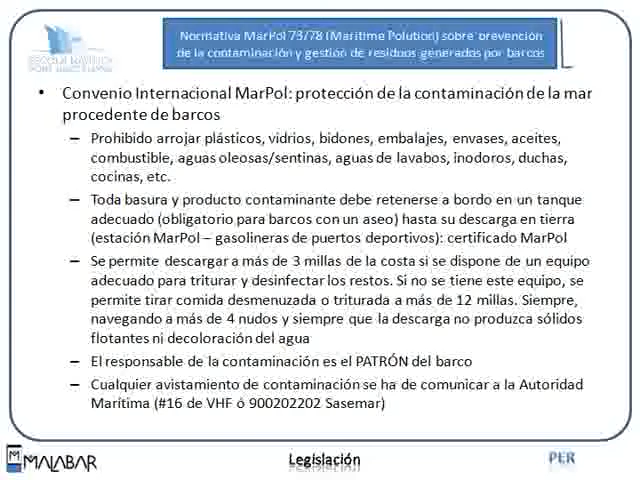 Normativa MarPol 73/78 (Maritime Polution) sobre prevención
de la contaminación y gestión de residuos generados por barcos
ESCOLA NÀUTICA
PORT BARCELONA
• Convenio Internacional MarPol: protección de la contaminación de la mar
procedente de barcos
– Prohibido arrojar plásticos, vidrios, bidones, embalajes, envases, aceites,
combustible, aguas oleosas/sentinas, aguas de lavabos, inodoros, duchas,
cocinas, etc.
– Toda basura y producto contaminante debe retenerse a bordo en un tanque
adecuado (obligatorio para barcos con un aseo) hasta su descarga en tierra
(estación MarPol – gasolineras de puertos deportivos): certificado MarPol
– Se permite descargar a más de 3 millas de la costa si se dispone de un equipo
adecuado para triturar y desinfectar los restos. Si no se tiene este equipo, se
permite tirar comida desmenuzada o triturada a más de 12 millas. Siempre,
navegando a más de 4 nudos y siempre que la descarga no produzca sólidos
flotantes ni decoloración del agua
– El responsable de la contaminación es el PATRÓN del barco
– Cualquier avistamiento de contaminación se ha de comunicar a la Autoridad
Marítima (#16 de VHF ó 900202202 Sasemar)
MALABAR
Legislación
PER